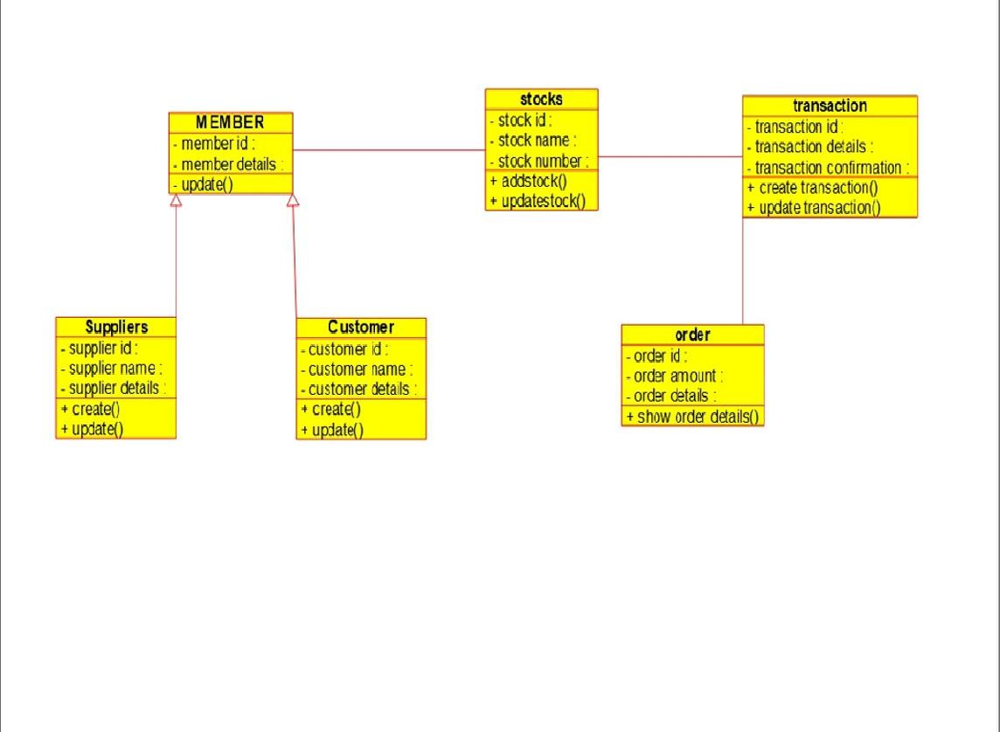 MEMBER
- member id :
- member details :
- update()
stocks
- stock id :
- stock name :
- stock number :
+ addstock()
+ updatestock()
transaction
- transaction id :
- transaction details :
- transaction confirmation :
+ create transaction()
+ update transaction()
Suppliers
- supplier id :
- supplier name :
- supplier details :
+ create()
+ update()
Customer
- customer id :
- customer name :
- customer details :
+ create()
+ update()
order
- order id :
- order amount :
- order details :
+ show order details()